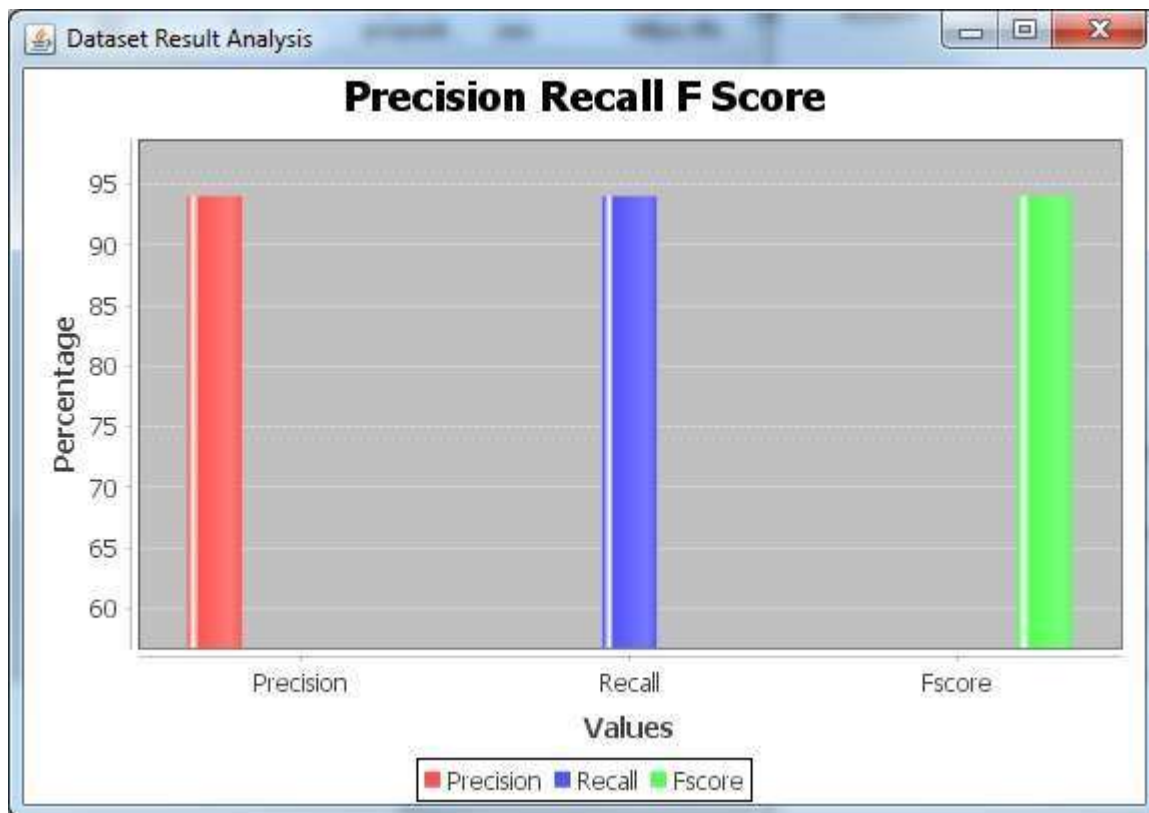 Dataset Result Analysis
Precision Recall F Score
95
90
85
80
75
70
65
60
Percentage
Precision Recall Fscore
Values
Precision Recall Fscore